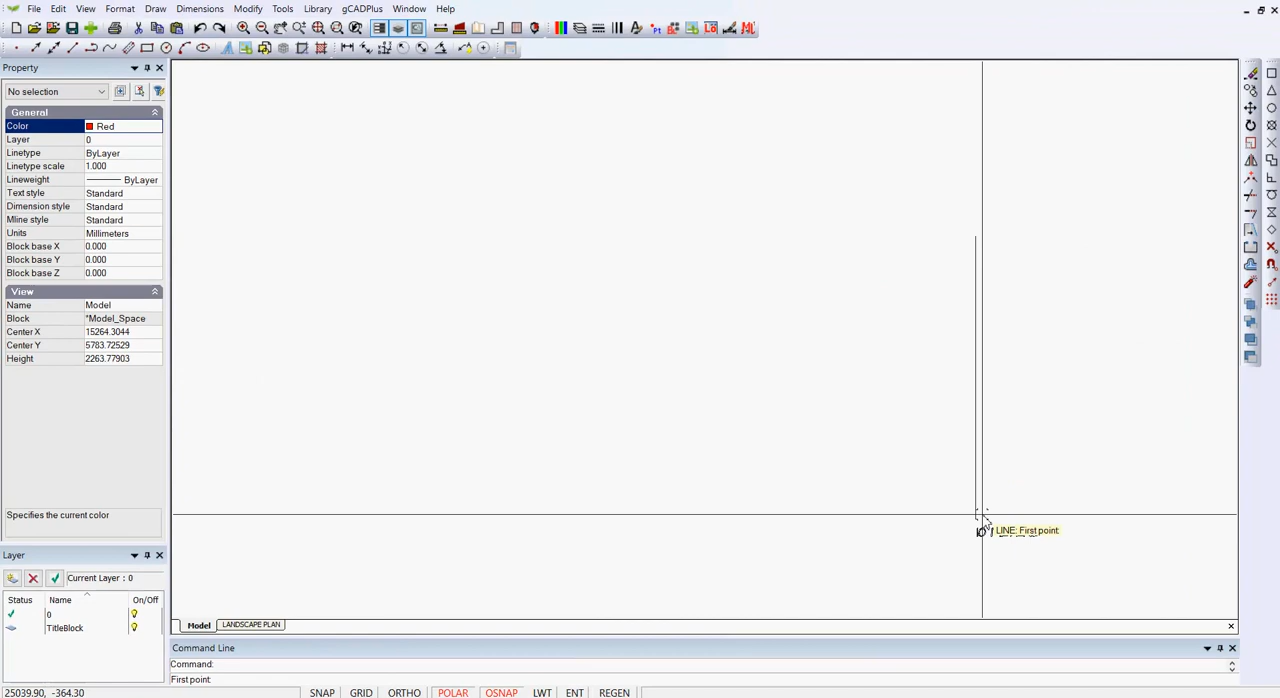 File Edit View Insert Format Draw Dimensions Modify Tools Library gCADPlus Window Help
Property
No selection
General
Color Red
Layer 0
Linetype ByLayer
Linetype scale 1.000
Lineweight ByLayer
Text style Standard
Dimension style Standard
Mline style Standard
Units Millimeters
Block base X 0.000
Block base Y 0.000
Block base Z 0.000
View
Name Model
Block *Model_Space
Center X 15264.3044
Center Y 5783.72529
Height 2263.77903
Specifies the current color
LINE: First point
Layer
Current Layer : 0
Status Name On/Off
0
TitleBlock
Model LANDSCAPE PLAN
Command Line
Command:
First point:
25039.90, -364.30 SNAP GRID ORTHO POLAR OSNAP LWT ENT REGEN